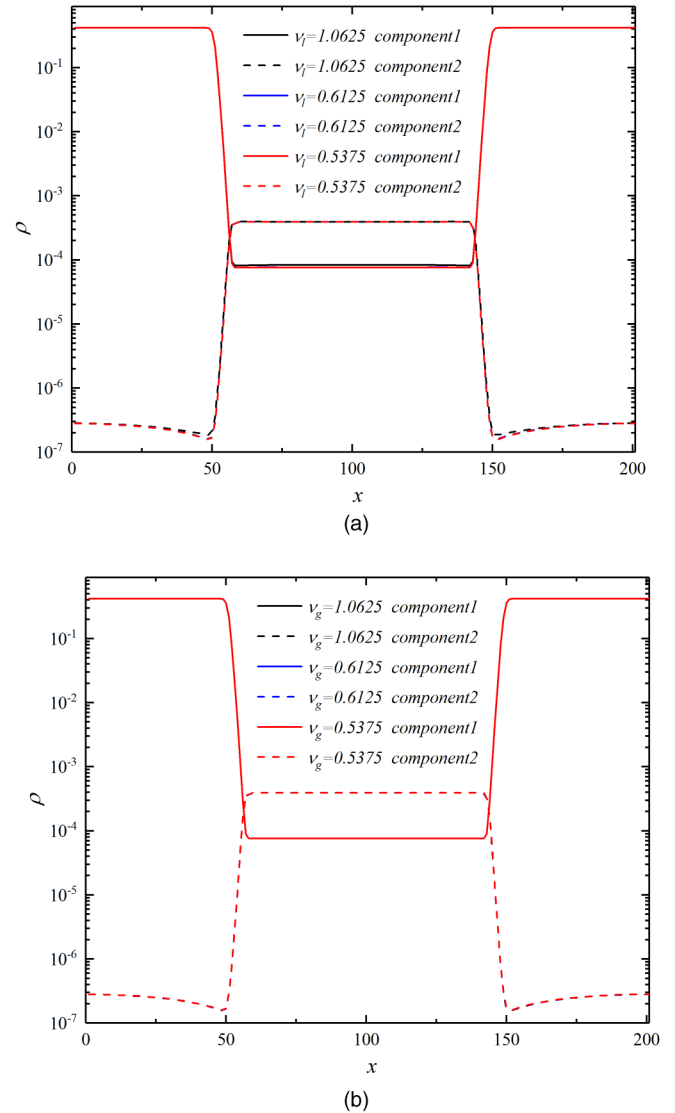 10⁻¹
10⁻²
10⁻³
10⁻⁴
10⁻⁵
10⁻⁶
10⁻⁷
ρ
ν_l=1.0625 component1
ν_l=1.0625 component2
ν_l=0.6125 component1
ν_l=0.6125 component2
ν_l=0.5375 component1
ν_l=0.5375 component2
0 50 100 150 200
x
(a)
10⁻¹
10⁻²
10⁻³
10⁻⁴
10⁻⁵
10⁻⁶
10⁻⁷
ρ
ν_g=1.0625 component1
ν_g=1.0625 component2
ν_g=0.6125 component1
ν_g=0.6125 component2
ν_g=0.5375 component1
ν_g=0.5375 component2
0 50 100 150 200
x
(b)